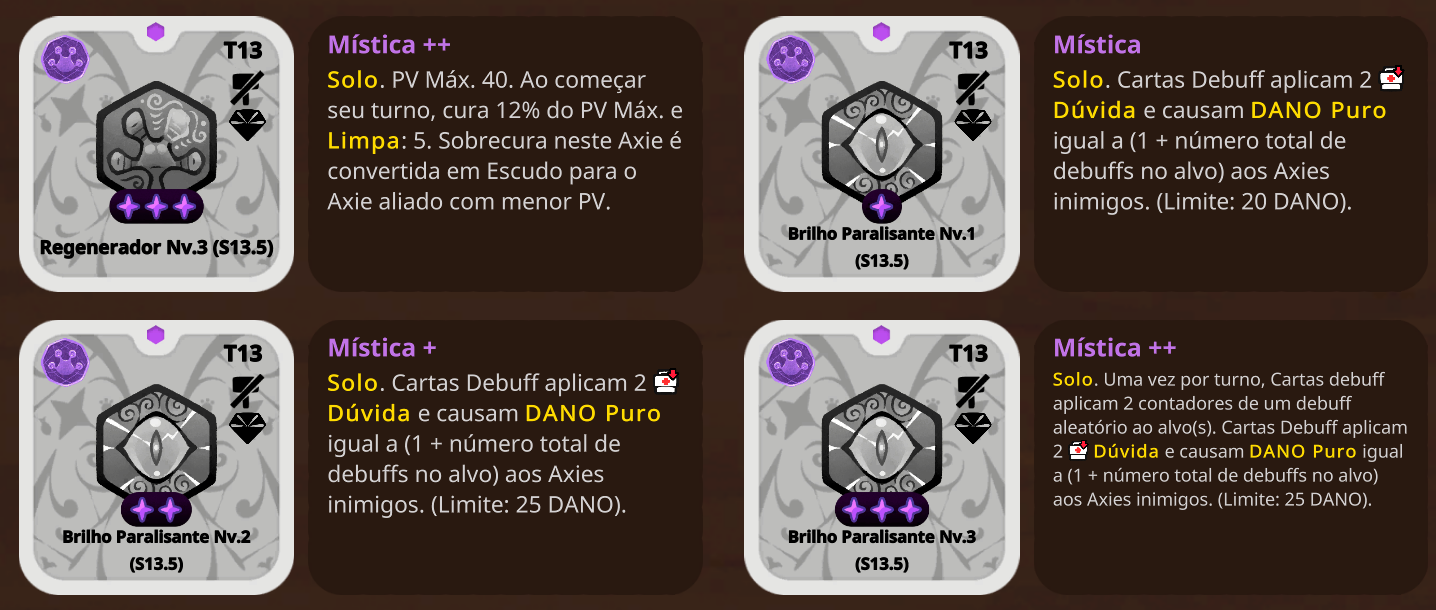 T13
Regenerador Nv.3 (S13.5)
Mística ++
Solo. PV Máx. 40. Ao começar
seu turno, cura 12% do PV Máx. e
Limpa: 5. Sobrecura neste Axie é
convertida em Escudo para o
Axie aliado com menor PV.
T13
Brilho Paralisante Nv.1
(S13.5)
Mística
Solo. Cartas Debuff aplicam 2
Dúvida e causam DANO Puro
igual a (1 + número total de
debuffs no alvo) aos Axies
inimigos. (Limite: 20 DANO).
T13
Brilho Paralisante Nv.2
(S13.5)
Mística +
Solo. Cartas Debuff aplicam 2
Dúvida e causam DANO Puro
igual a (1 + número total de
debuffs no alvo) aos Axies
inimigos. (Limite: 25 DANO).
T13
Brilho Paralisante Nv.3
(S13.5)
Mística ++
Solo. Uma vez por turno, Cartas debuff
aplicam 2 contadores de um debuff
aleatório ao alvo(s). Cartas Debuff aplicam
2 Dúvida e causam DANO Puro igual
a (1 + número total de debuffs no alvo)
aos Axies inimigos. (Limite: 25 DANO).